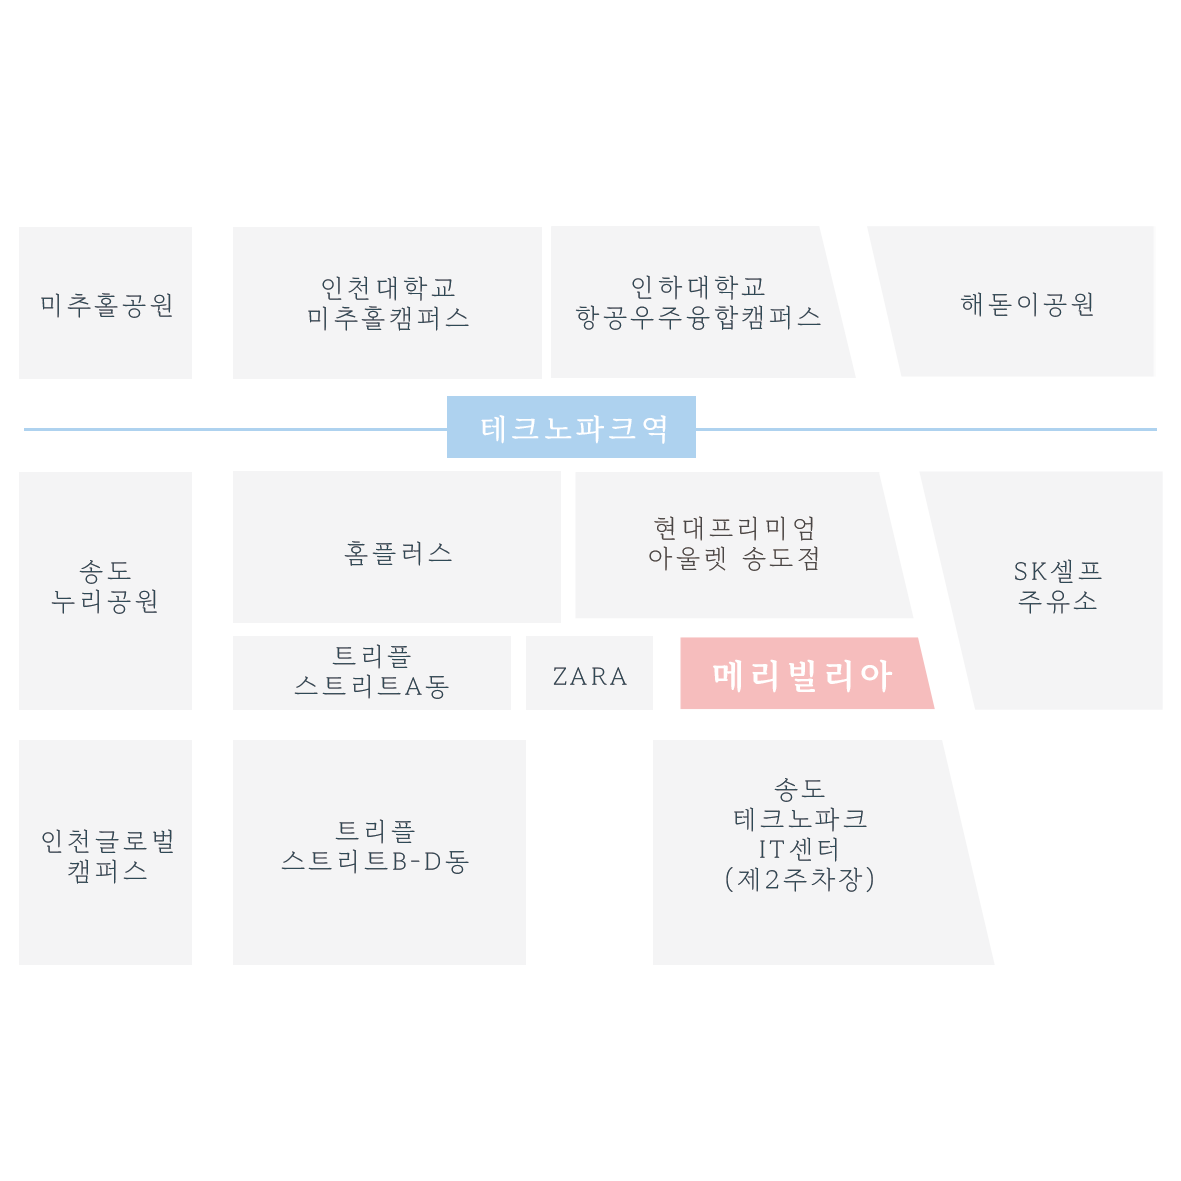 미추홀공원
인천대학교
미추홀캠퍼스
인하대학교
항공우주융합캠퍼스
해돋이공원
테크노파크역
송도
누리공원
홈플러스
현대프리미엄
아울렛 송도점
SK셀프
주유소
트리플
스트리트A동
ZARA
메리빌리아
인천글로벌
캠퍼스
트리플
스트리트B-D동
송도
테크노파크
IT센터
(제2주차장)